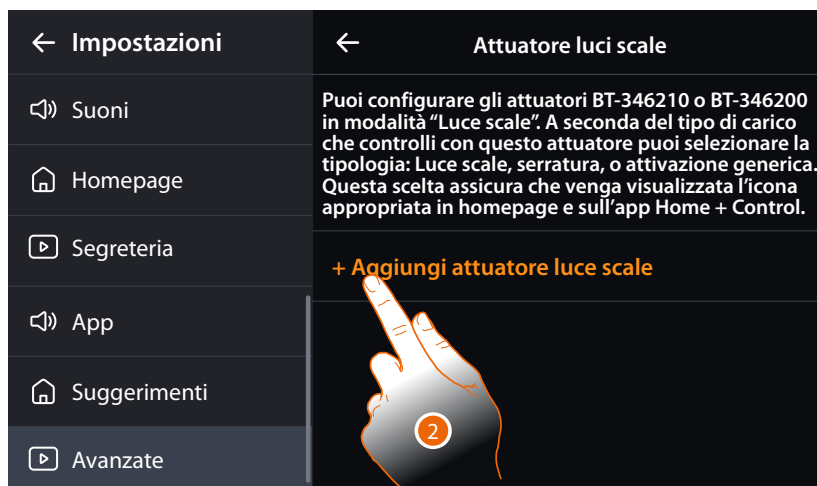 Impostazioni
Suoni
Homepage
Segreteria
App
Suggerimenti
Avanzate
Attuatore luci scale
Puoi configurare gli attuatori BT-346210 o BT-346200
in modalità “Luce scale”. A seconda del tipo di carico
che controlli con questo attuatore puoi selezionare la
tipologia: Luce scale, serratura, o attivazione generica.
Questa scelta assicura che venga visualizzata l’icona
appropriata in homepage e sull’app Home + Control.
+ Aggiungi attuatore luce scale
2